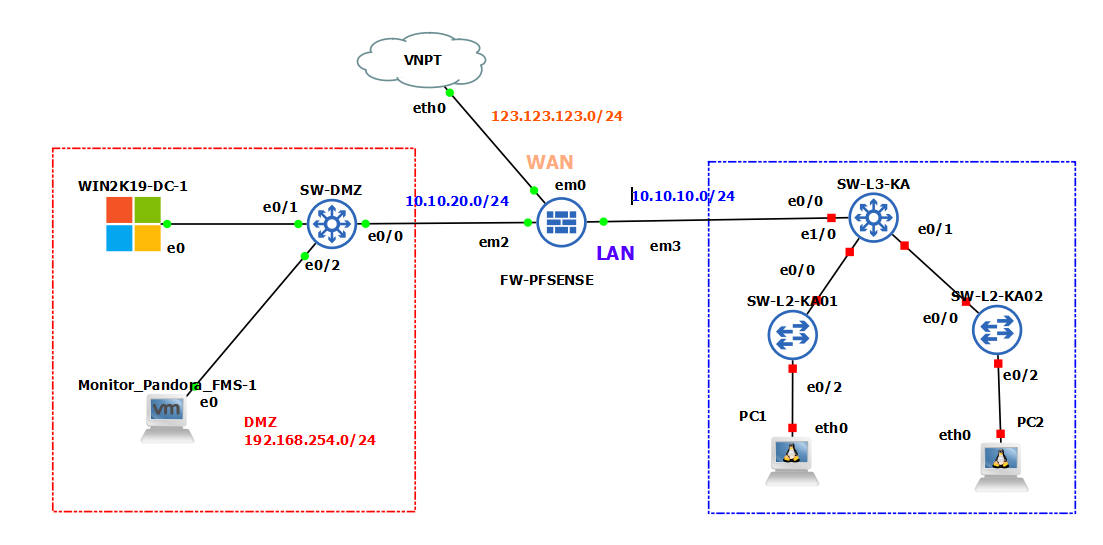 VNPT
eth0
123.123.123.0/24
WAN
em0
WIN2K19-DC-1
SW-DMZ
e0/1
e0
10.10.20.0/24
e0/0
e0/2
em2
10.10.10.0/24
LAN
em3
FW-PFSENSE
SW-L3-KA
e0/0
e1/0
e0/1
e0/0
SW-L2-KA01
SW-L2-KA02
e0/0
e0/2
e0/2
PC1
eth0
PC2
eth0
Monitor_Pandora_FMS-1
e0
vm
DMZ
192.168.254.0/24